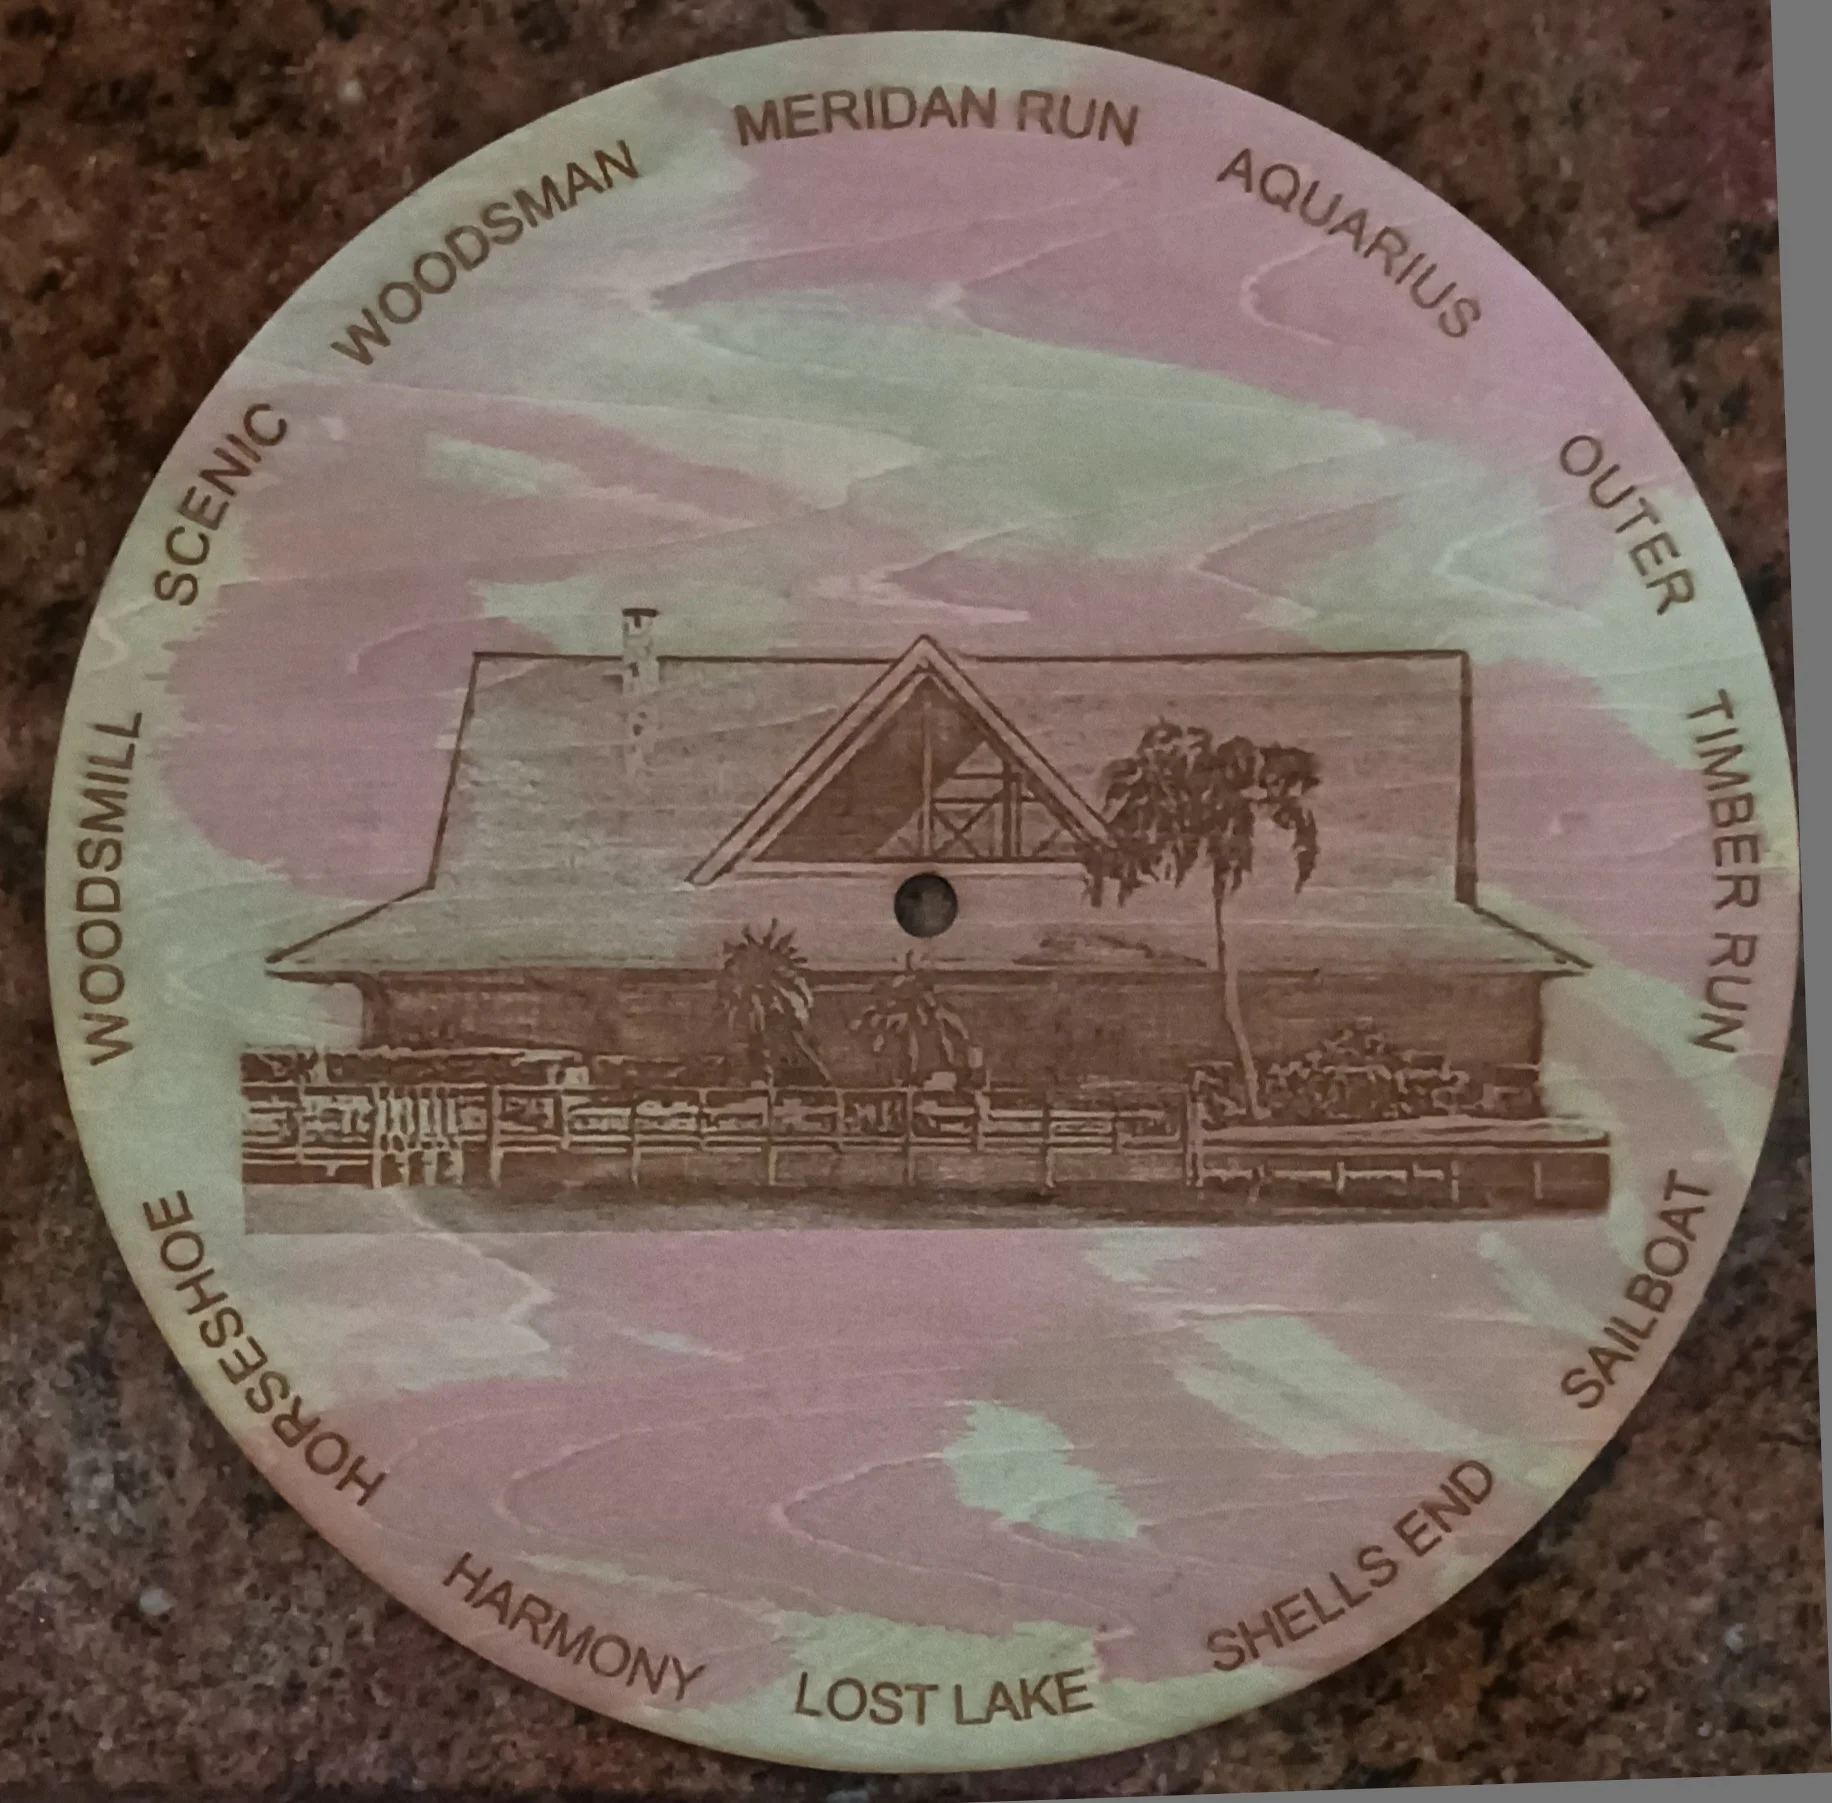 MERIDAN RUN
AQUARIUS
OUTER
TIMBER RUN
SAILBOAT
SHELLS END
LOST LAKE
HARMONY
HORSESHOE
WOODSMILL
SCENIC
WOODSMAN